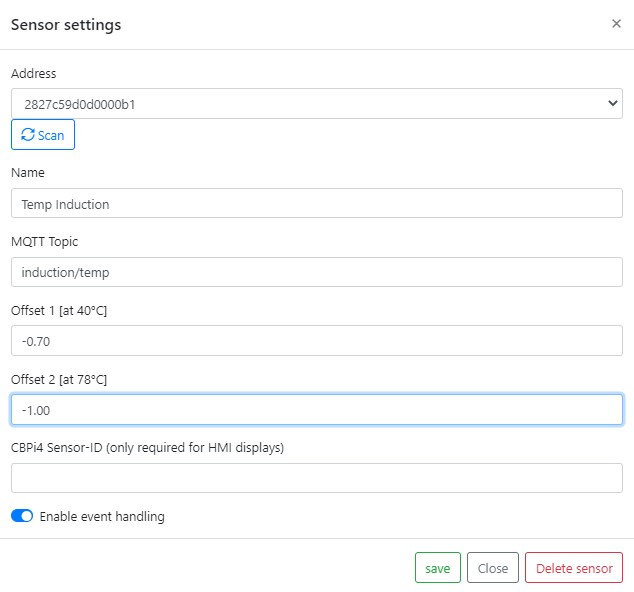 Sensor settings ×
Address
2827c59d0d0000b1
Scan
Name
Temp Induction
MQTT Topic
induction/temp
Offset 1 [at 40°C]
-0.70
Offset 2 [at 78°C]
-1.00
CBPi4 Sensor-ID (only required for HMI displays)
Enable event handling
save Close Delete sensor